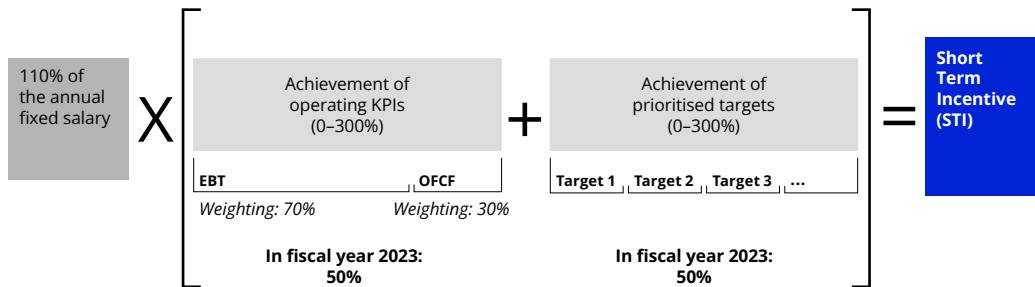 110% of
the annual
fixed salary
X
Achievement of
operating KPIs
(0–300%)
EBT
OFCF
Weighting: 70%
Weighting: 30%
In fiscal year 2023:
50%
+
Achievement of
prioritised targets
(0–300%)
Target 1
Target 2
Target 3
...
In fiscal year 2023:
50%
=
Short
Term
Incentive
(STI)